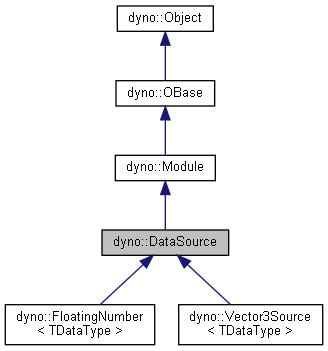 dyno::Object
dyno::OBase
dyno::Module
dyno::DataSource
dyno::FloatingNumber
< TDataType >
dyno::Vector3Source
< TDataType >